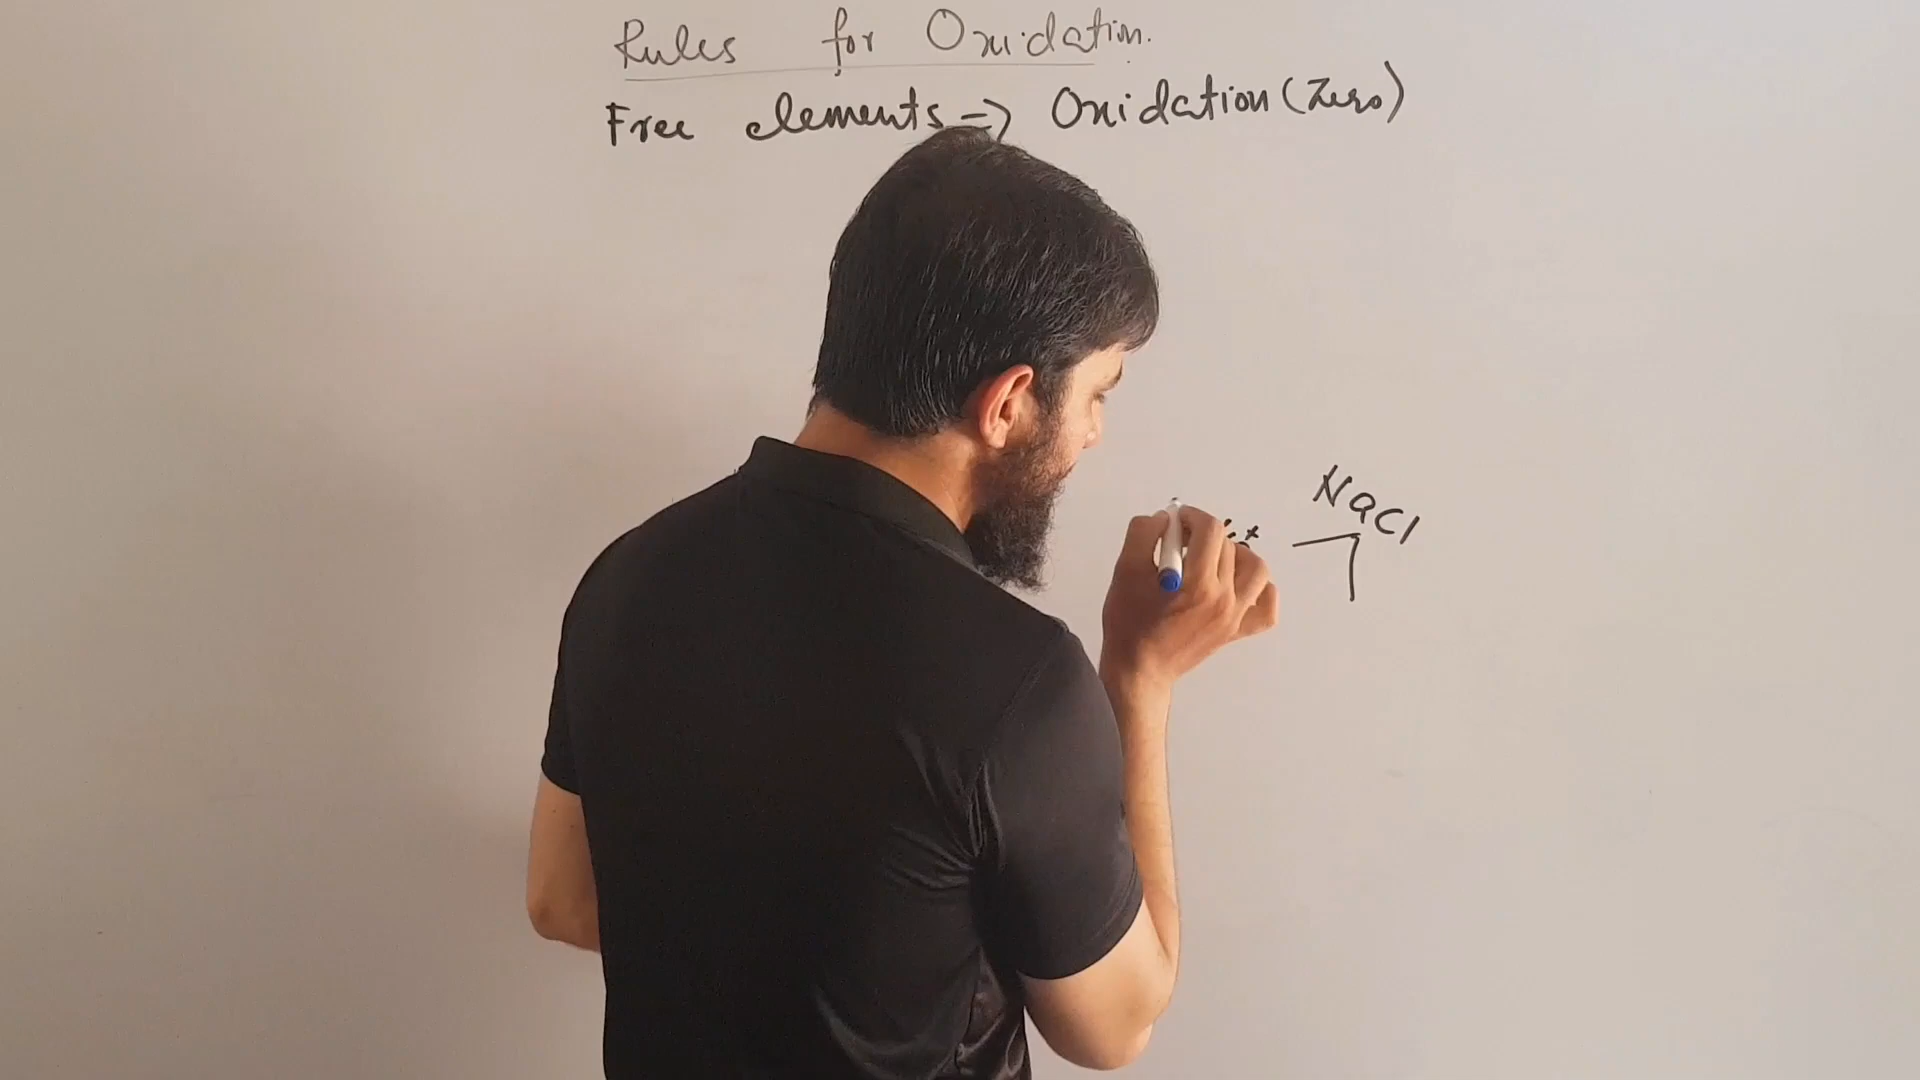 Rules for Oxidation.
Free elements => Oxidation (Zero)
NaCl